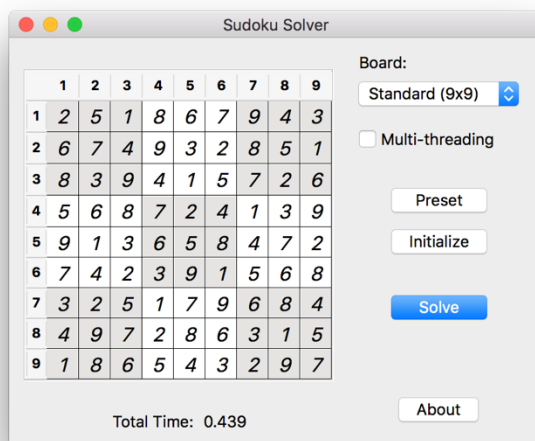 Sudoku Solver
Board:
Standard (9x9)
Multi-threading
1 2 3 4 5 6 7 8 9
1 2 5 1 8 6 7 9 4 3
2 6 7 4 9 3 2 8 5 1
3 8 3 9 4 1 5 7 2 6
4 5 6 8 7 2 4 1 3 9
5 9 1 3 6 5 8 4 7 2
6 7 4 2 3 9 1 5 6 8
7 3 2 5 1 7 9 6 8 4
8 4 9 7 2 8 6 3 1 5
9 1 8 6 5 4 3 2 9 7
Preset
Initialize
Solve
About
Total Time: 0.439